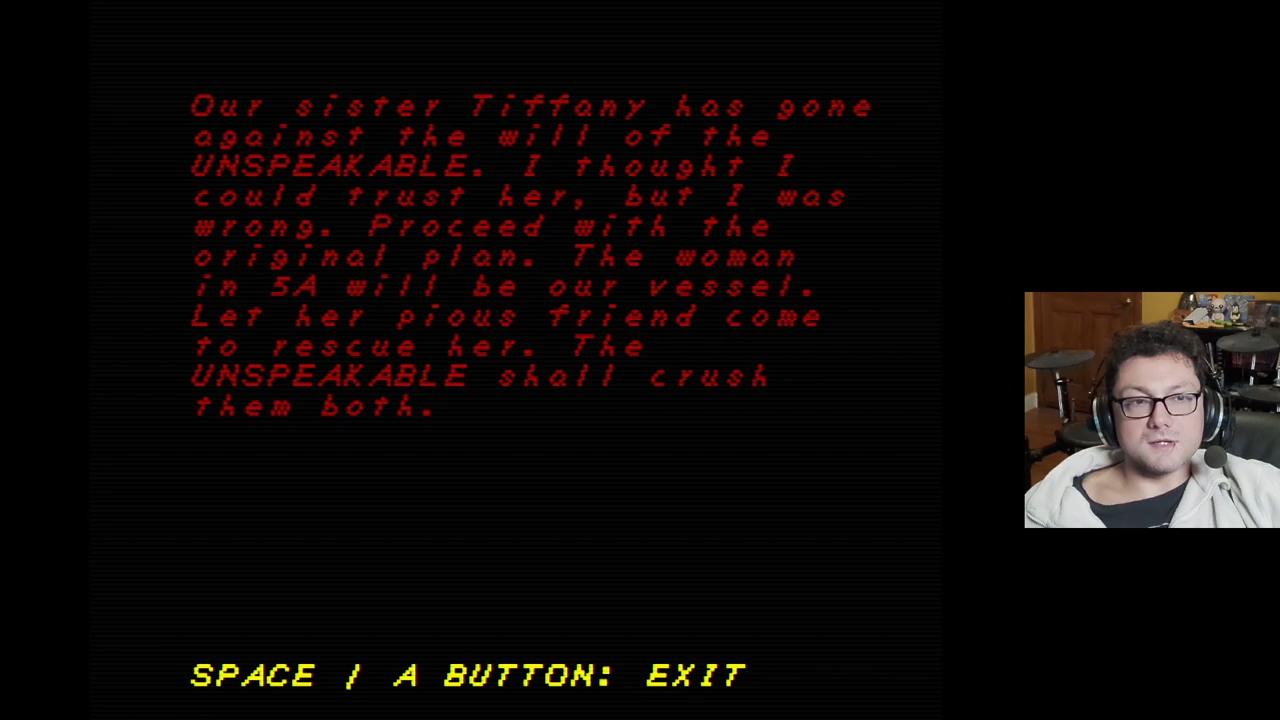 Our sister Tiffany has gone
against the will of the
UNSPEAKABLE. I thought I
could trust her, but I was
wrong. Proceed with the
original plan. The woman
in 5A will be our vessel.
Let her pious friend come
to rescue her. The
UNSPEAKABLE shall crush
them both.
SPACE / A BUTTON: EXIT